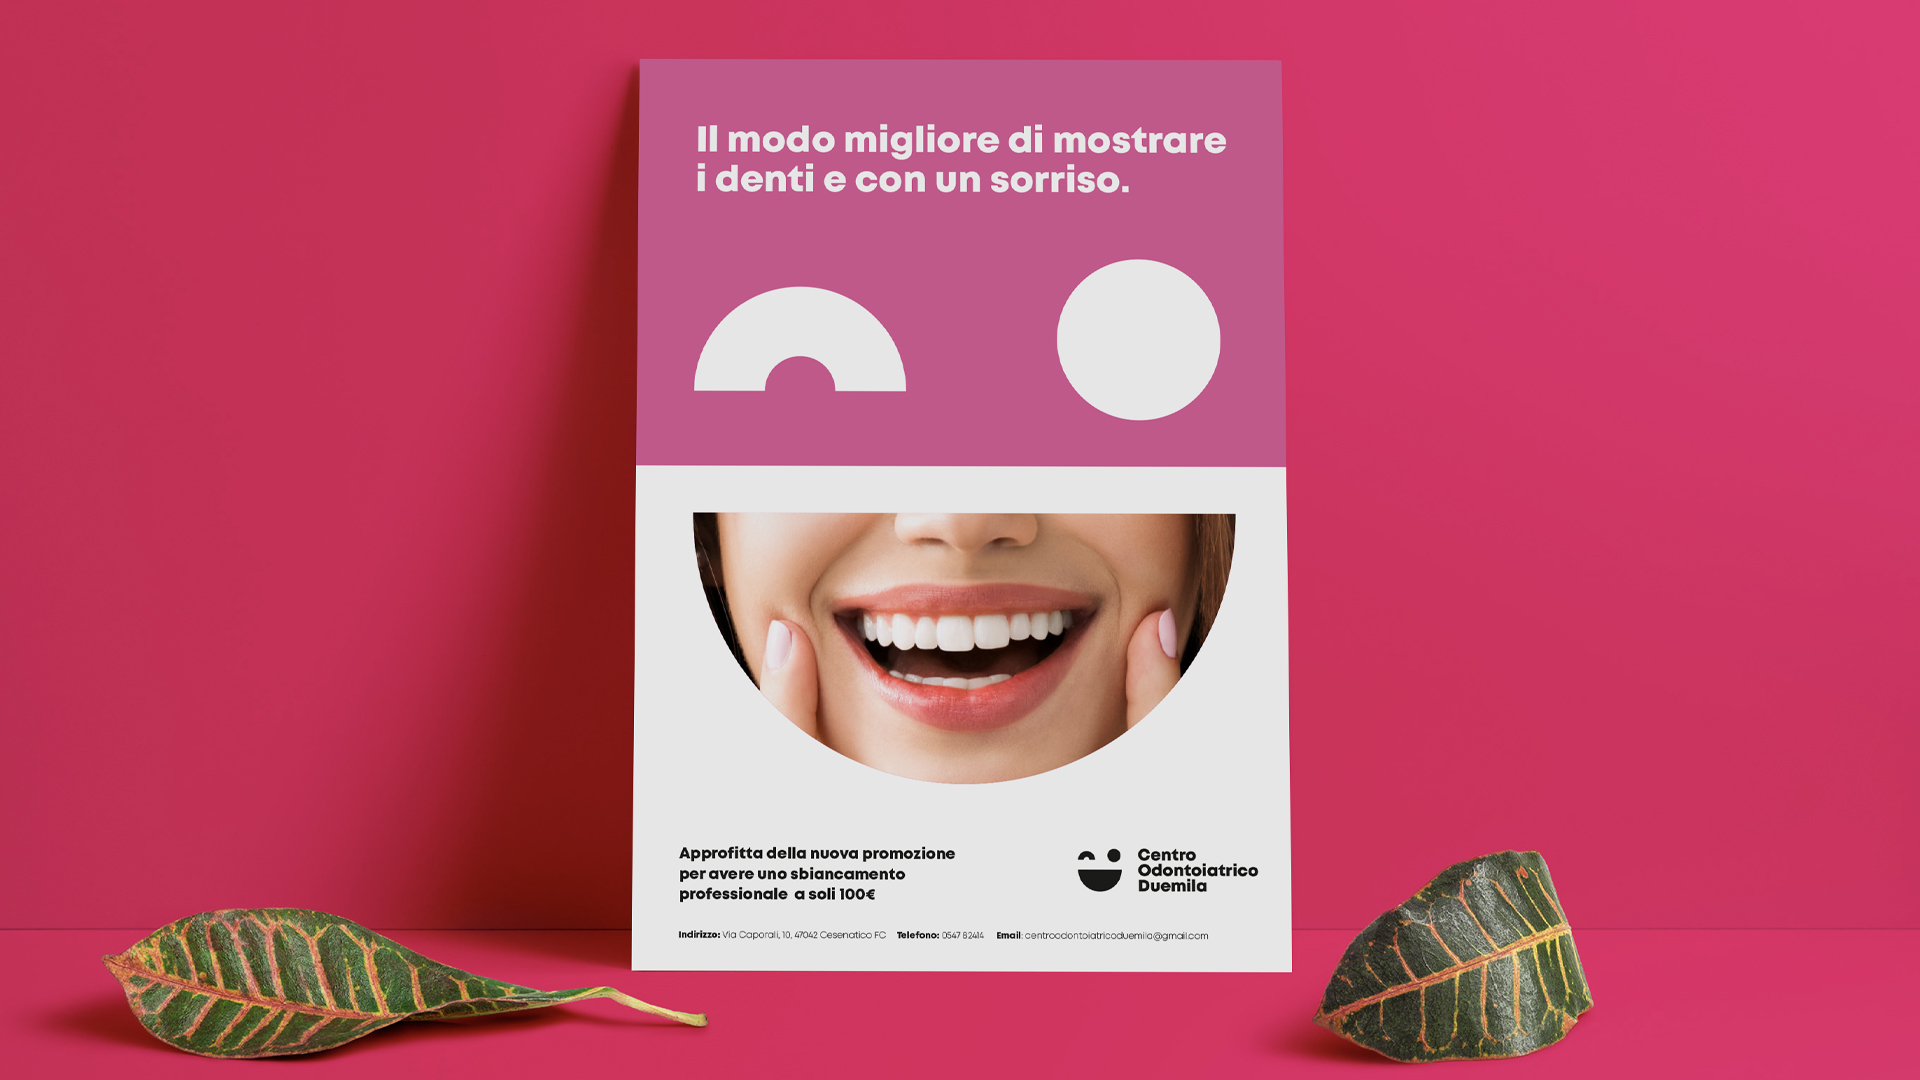 Il modo migliore di mostrare
i denti e con un sorriso.
Approfitta della nuova promozione
per avere uno sbiancamento
professionale a soli 100€
Centro
Odontoiatrico
Duemila
Indirizzo: Via Caporali, 10, 47042 Cesenatico FC Telefono: 0547 82414 Email: centroodontoiatricoduemila@gmail.com